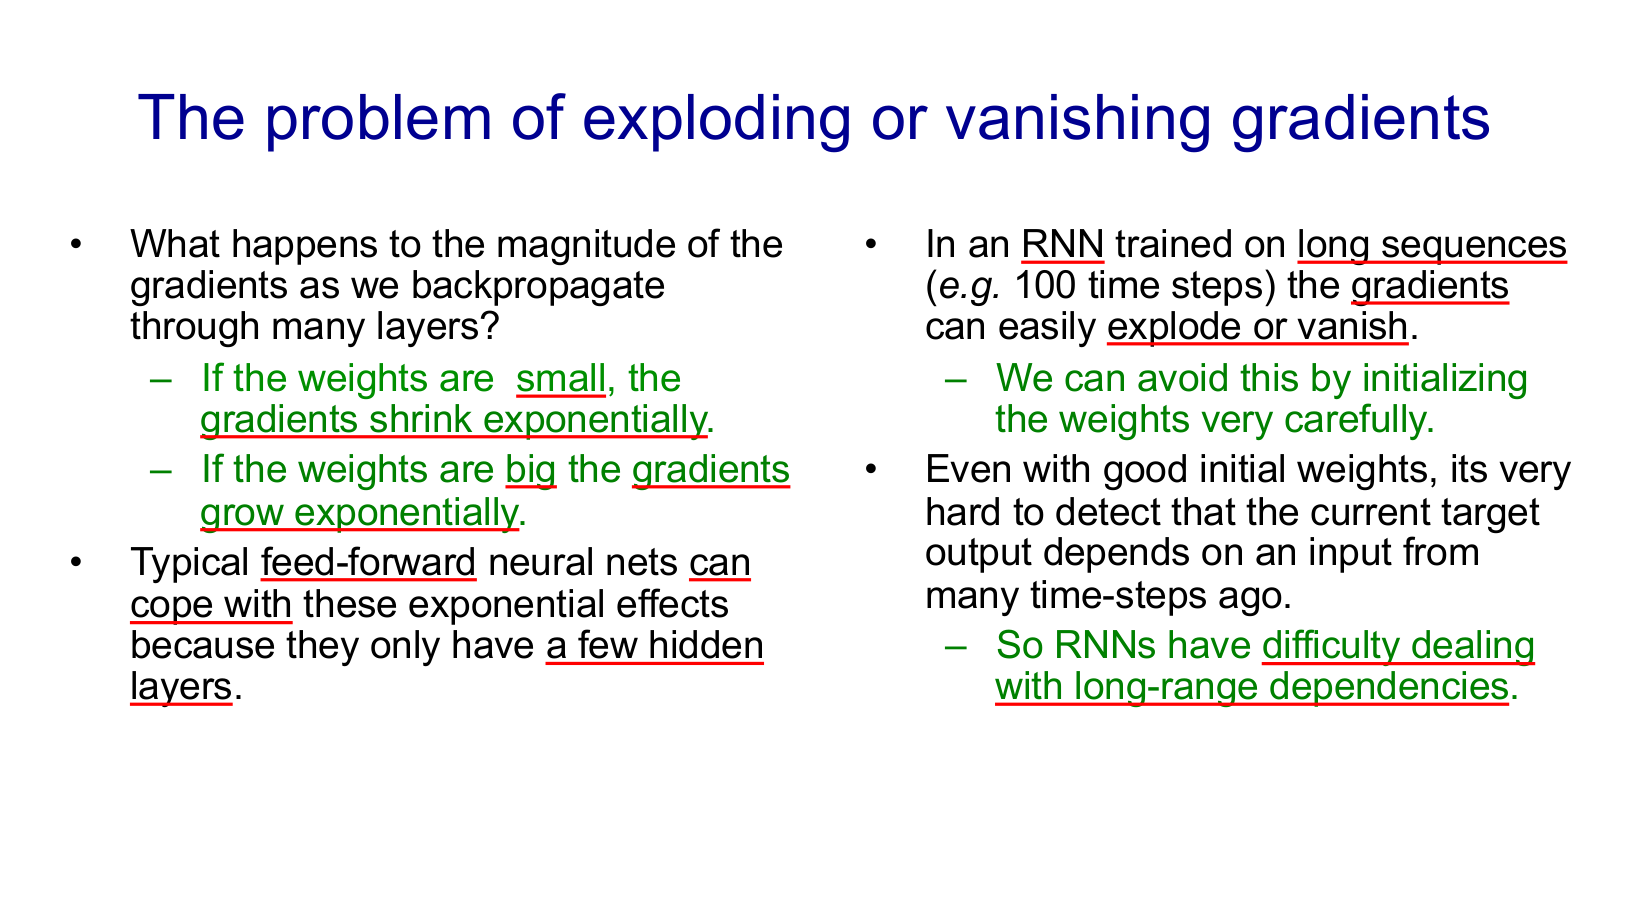 The problem of exploding or vanishing gradients
• What happens to the magnitude of the
gradients as we backpropagate
through many layers?
– If the weights are small, the
gradients shrink exponentially.
– If the weights are big the gradients
grow exponentially.
• Typical feed-forward neural nets can
cope with these exponential effects
because they only have a few hidden
layers.
• In an RNN trained on long sequences
(e.g. 100 time steps) the gradients
can easily explode or vanish.
– We can avoid this by initializing
the weights very carefully.
• Even with good initial weights, its very
hard to detect that the current target
output depends on an input from
many time-steps ago.
– So RNNs have difficulty dealing
with long-range dependencies.